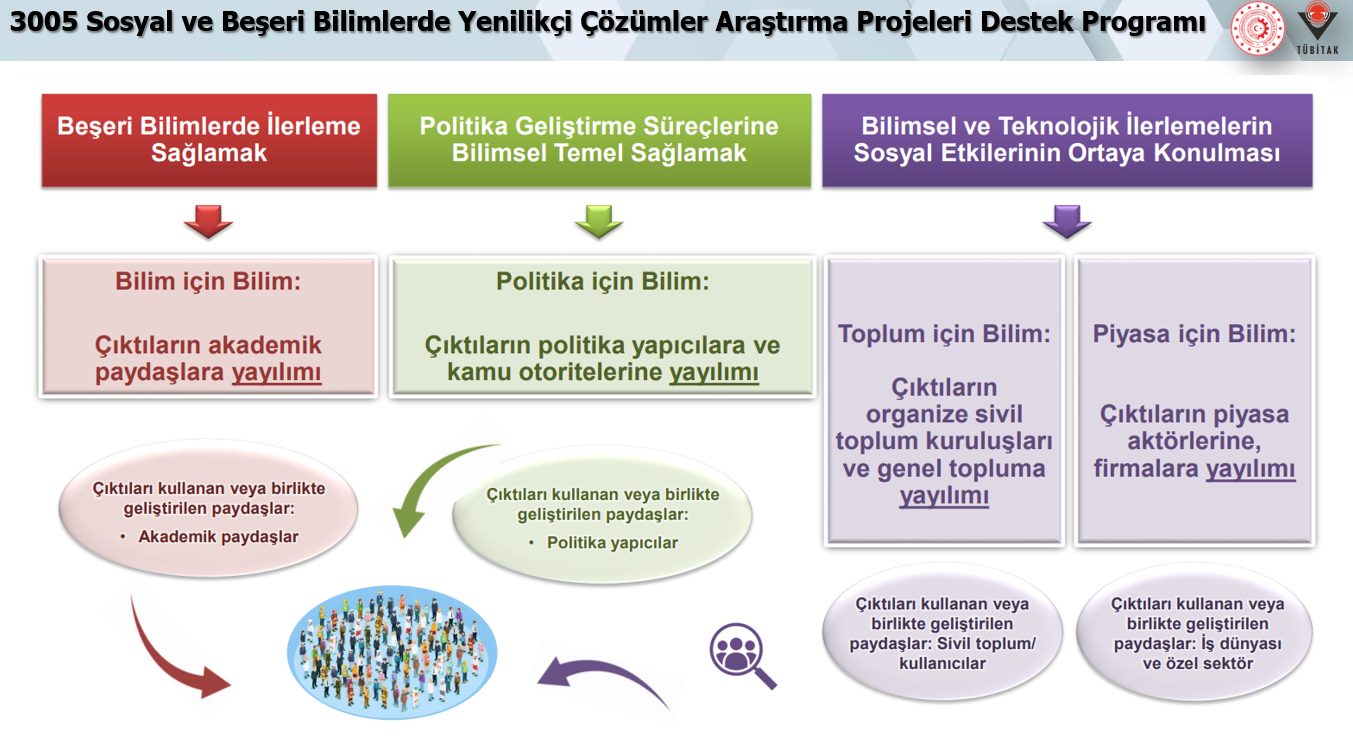 3005 Sosyal ve Beşeri Bilimlerde Yenilikçi Çözümler Araştırma Projeleri Destek Programı
TÜBİTAK
Beşeri Bilimlerde İlerleme
Sağlamak
Politika Geliştirme Süreçlerine
Bilimsel Temel Sağlamak
Bilimsel ve Teknolojik İlerlemelerin
Sosyal Etkilerinin Ortaya Konulması
Bilim için Bilim:
Çıktıların akademik
paydaşlara yayılımı
Politika için Bilim:
Çıktıların politika yapıcılara ve
kamu otoritelerine yayılımı
Toplum için Bilim:
Çıktıların
organize sivil
toplum kuruluşları
ve genel topluma
yayılımı
Piyasa için Bilim:
Çıktıların piyasa
aktörlerine,
firmalara yayılımı
Çıktıları kullanan veya birlikte
geliştirilen paydaşlar:
• Akademik paydaşlar
Çıktıları kullanan veya birlikte
geliştirilen paydaşlar:
• Politika yapıcılar
Çıktıları kullanan veya
birlikte geliştirilen
paydaşlar: Sivil toplum/
kullanıcılar
Çıktıları kullanan veya
birlikte geliştirilen
paydaşlar: İş dünyası
ve özel sektör